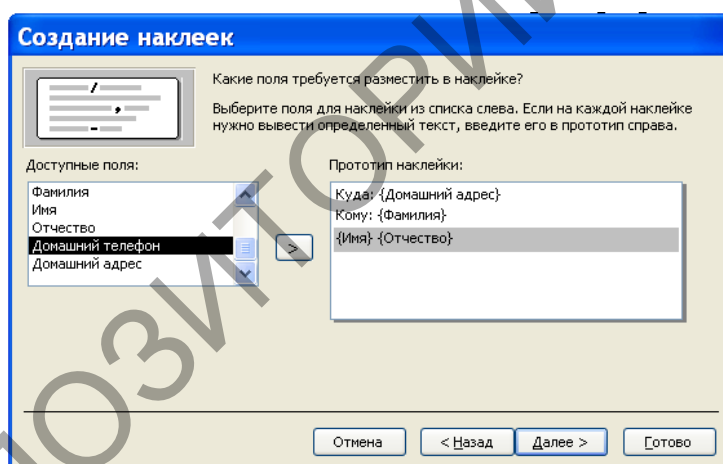 Создание наклеек
Какие поля требуется разместить в наклейке?
Выберите поля для наклейки из списка слева. Если на каждой наклейке
нужно вывести определенный текст, введите его в прототип справа.
Доступные поля:
Фамилия
Имя
Отчество
Домашний телефон
Домашний адрес
>
Прототип наклейки:
Куда: {Домашний адрес}
Кому: {Фамилия}
{Имя} {Отчество}
Отмена
< Назад
Далее >
Готово